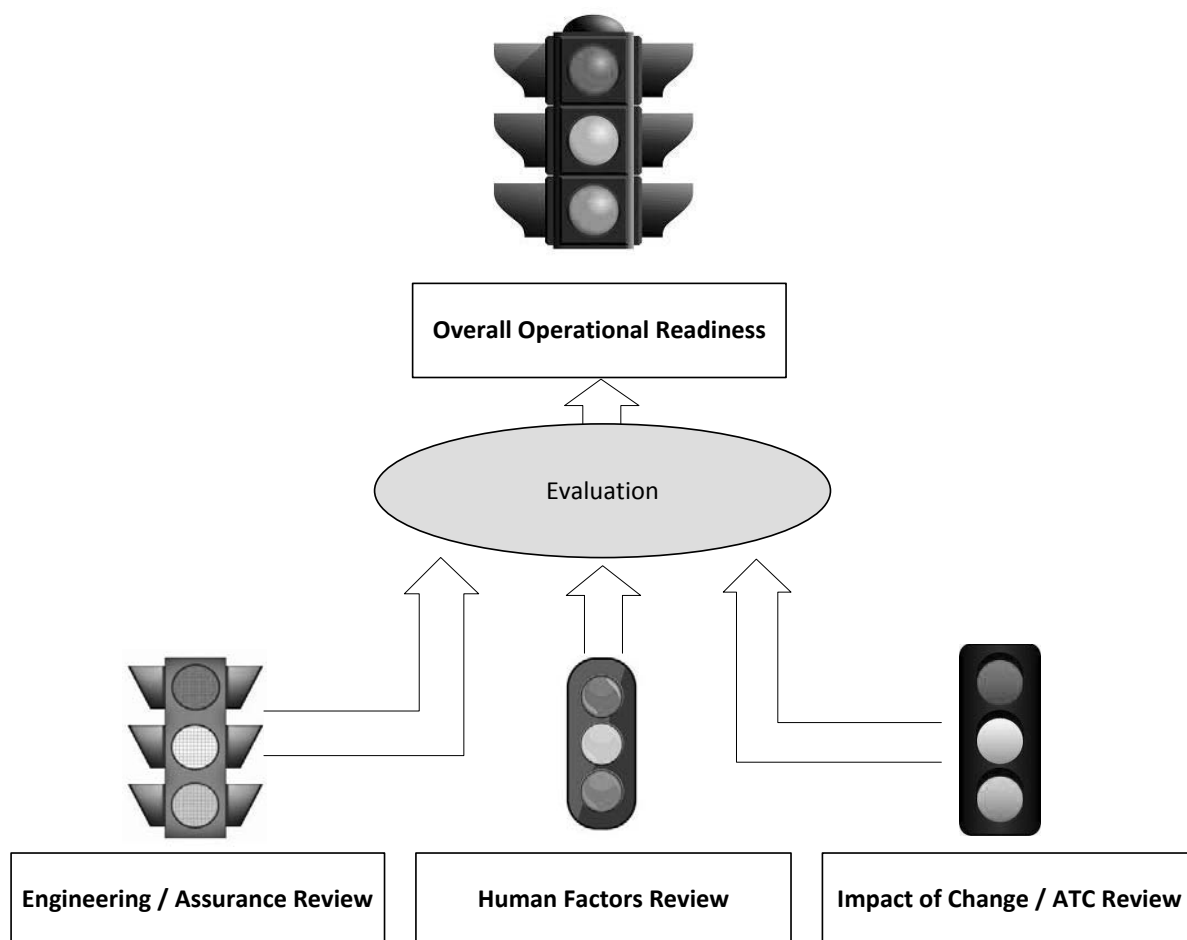 Overall Operational Readiness
Evaluation
Engineering / Assurance Review
Human Factors Review
Impact of Change / ATC Review